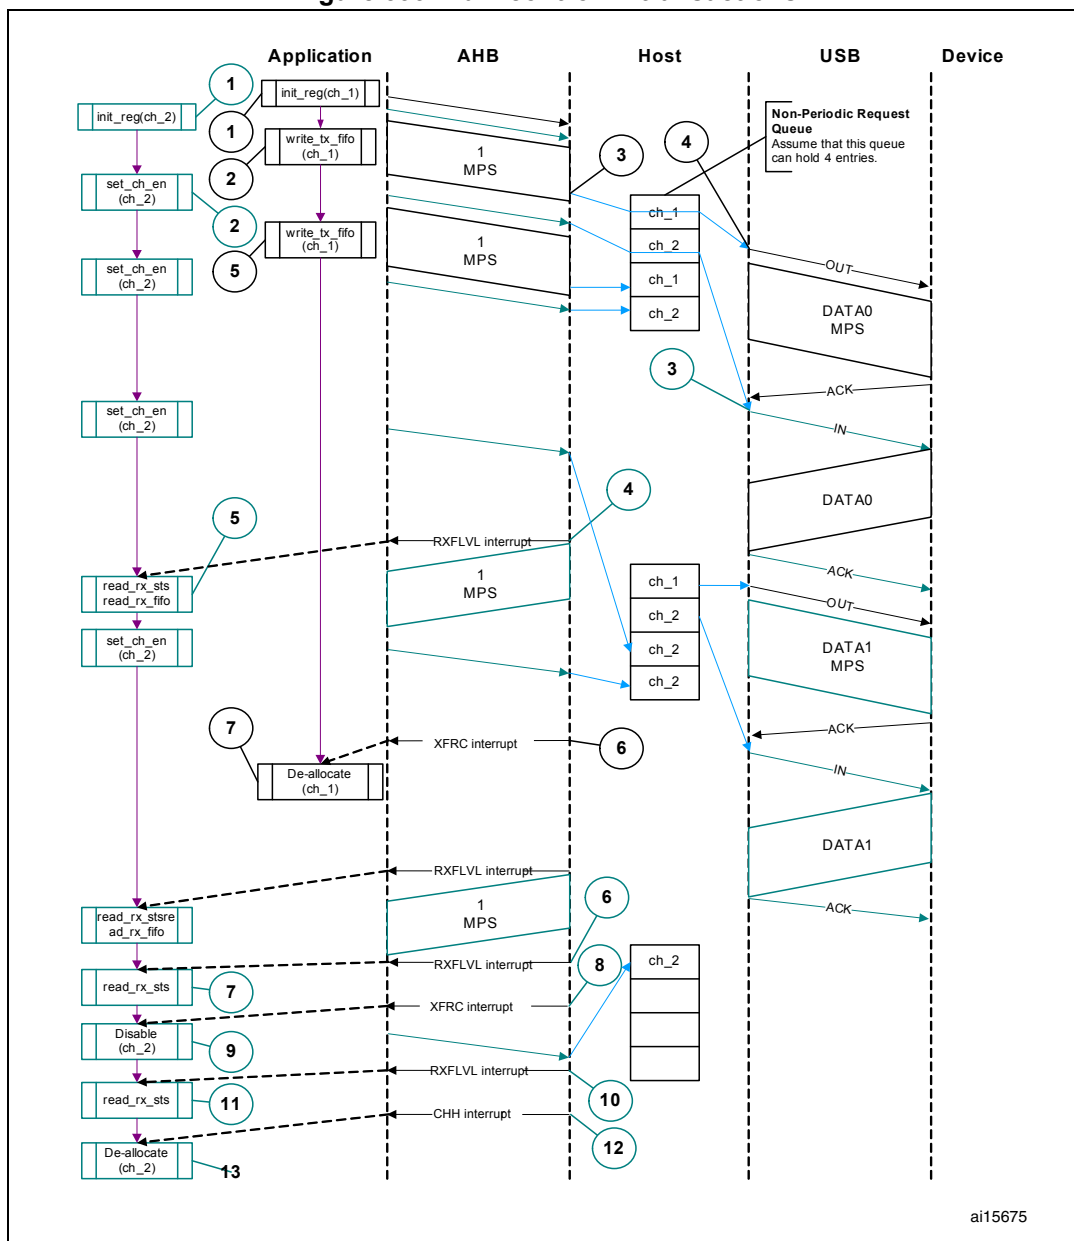 Application
AHB
Host
USB
Device
1
init_reg(ch_1)
init_reg(ch_2)
1
Non-Periodic Request
Queue
Assume that this queue
can hold 4 entries.
write_tx_fifo
(ch_1)
1
MPS
3
4
2
set_ch_en
(ch_2)
ch_1
2
write_tx_fifo
(ch_1)
ch_2
1
MPS
5
set_ch_en
(ch_2)
OUT
ch_1
ch_2
DATA0
MPS
3
ACK
set_ch_en
(ch_2)
IN
4
DATA0
5
RXFLVL interrupt
read_rx_sts
read_rx_fifo
1
MPS
ch_1
ACK
OUT
ch_2
set_ch_en
(ch_2)
ch_2
DATA1
MPS
ch_2
7
ACK
XFRC interrupt
6
De-allocate
(ch_1)
IN
DATA1
RXFLVL interrupt
6
read_rx_stsre
ad_rx_fifo
1
MPS
ACK
RXFLVL interrupt
8
ch_2
read_rx_sts
7
XFRC interrupt
Disable
(ch_2)
9
RXFLVL interrupt
read_rx_sts
11
10
CHH interrupt
12
De-allocate
(ch_2)
13
ai15675